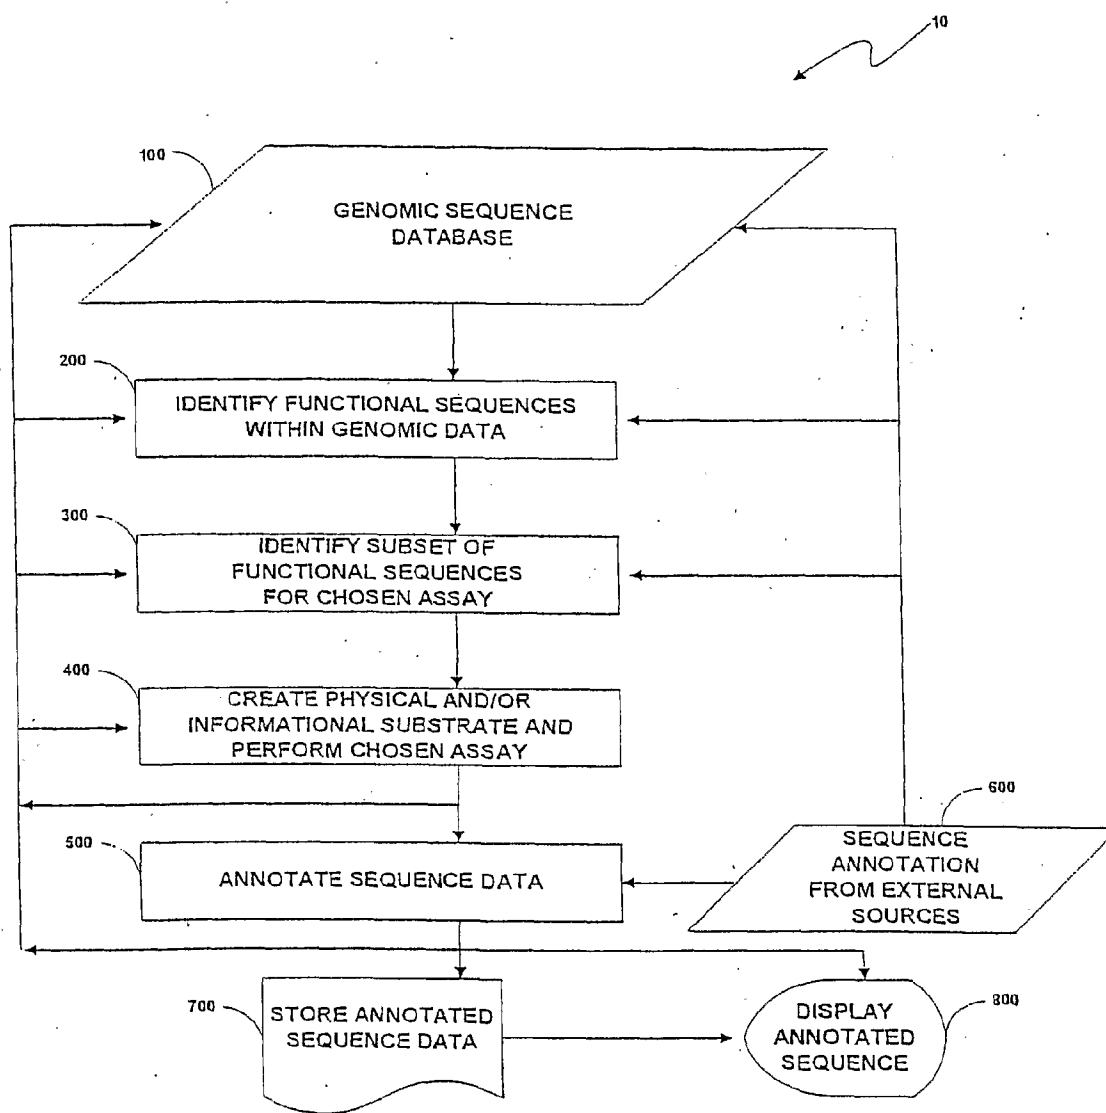 10
100
GENOMIC SEQUENCE
DATABASE
200
IDENTIFY FUNCTIONAL SEQUENCES
WITHIN GENOMIC DATA
300
IDENTIFY SUBSET OF
FUNCTIONAL SEQUENCES
FOR CHOSEN ASSAY
400
CREATE PHYSICAL AND/OR
INFORMATIONAL SUBSTRATE AND
PERFORM CHOSEN ASSAY
500
ANNOTATE SEQUENCE DATA
600
SEQUENCE
ANNOTATION
FROM EXTERNAL
SOURCES
700
STORE ANNOTATED
SEQUENCE DATA
800
DISPLAY
ANNOTATED
SEQUENCE